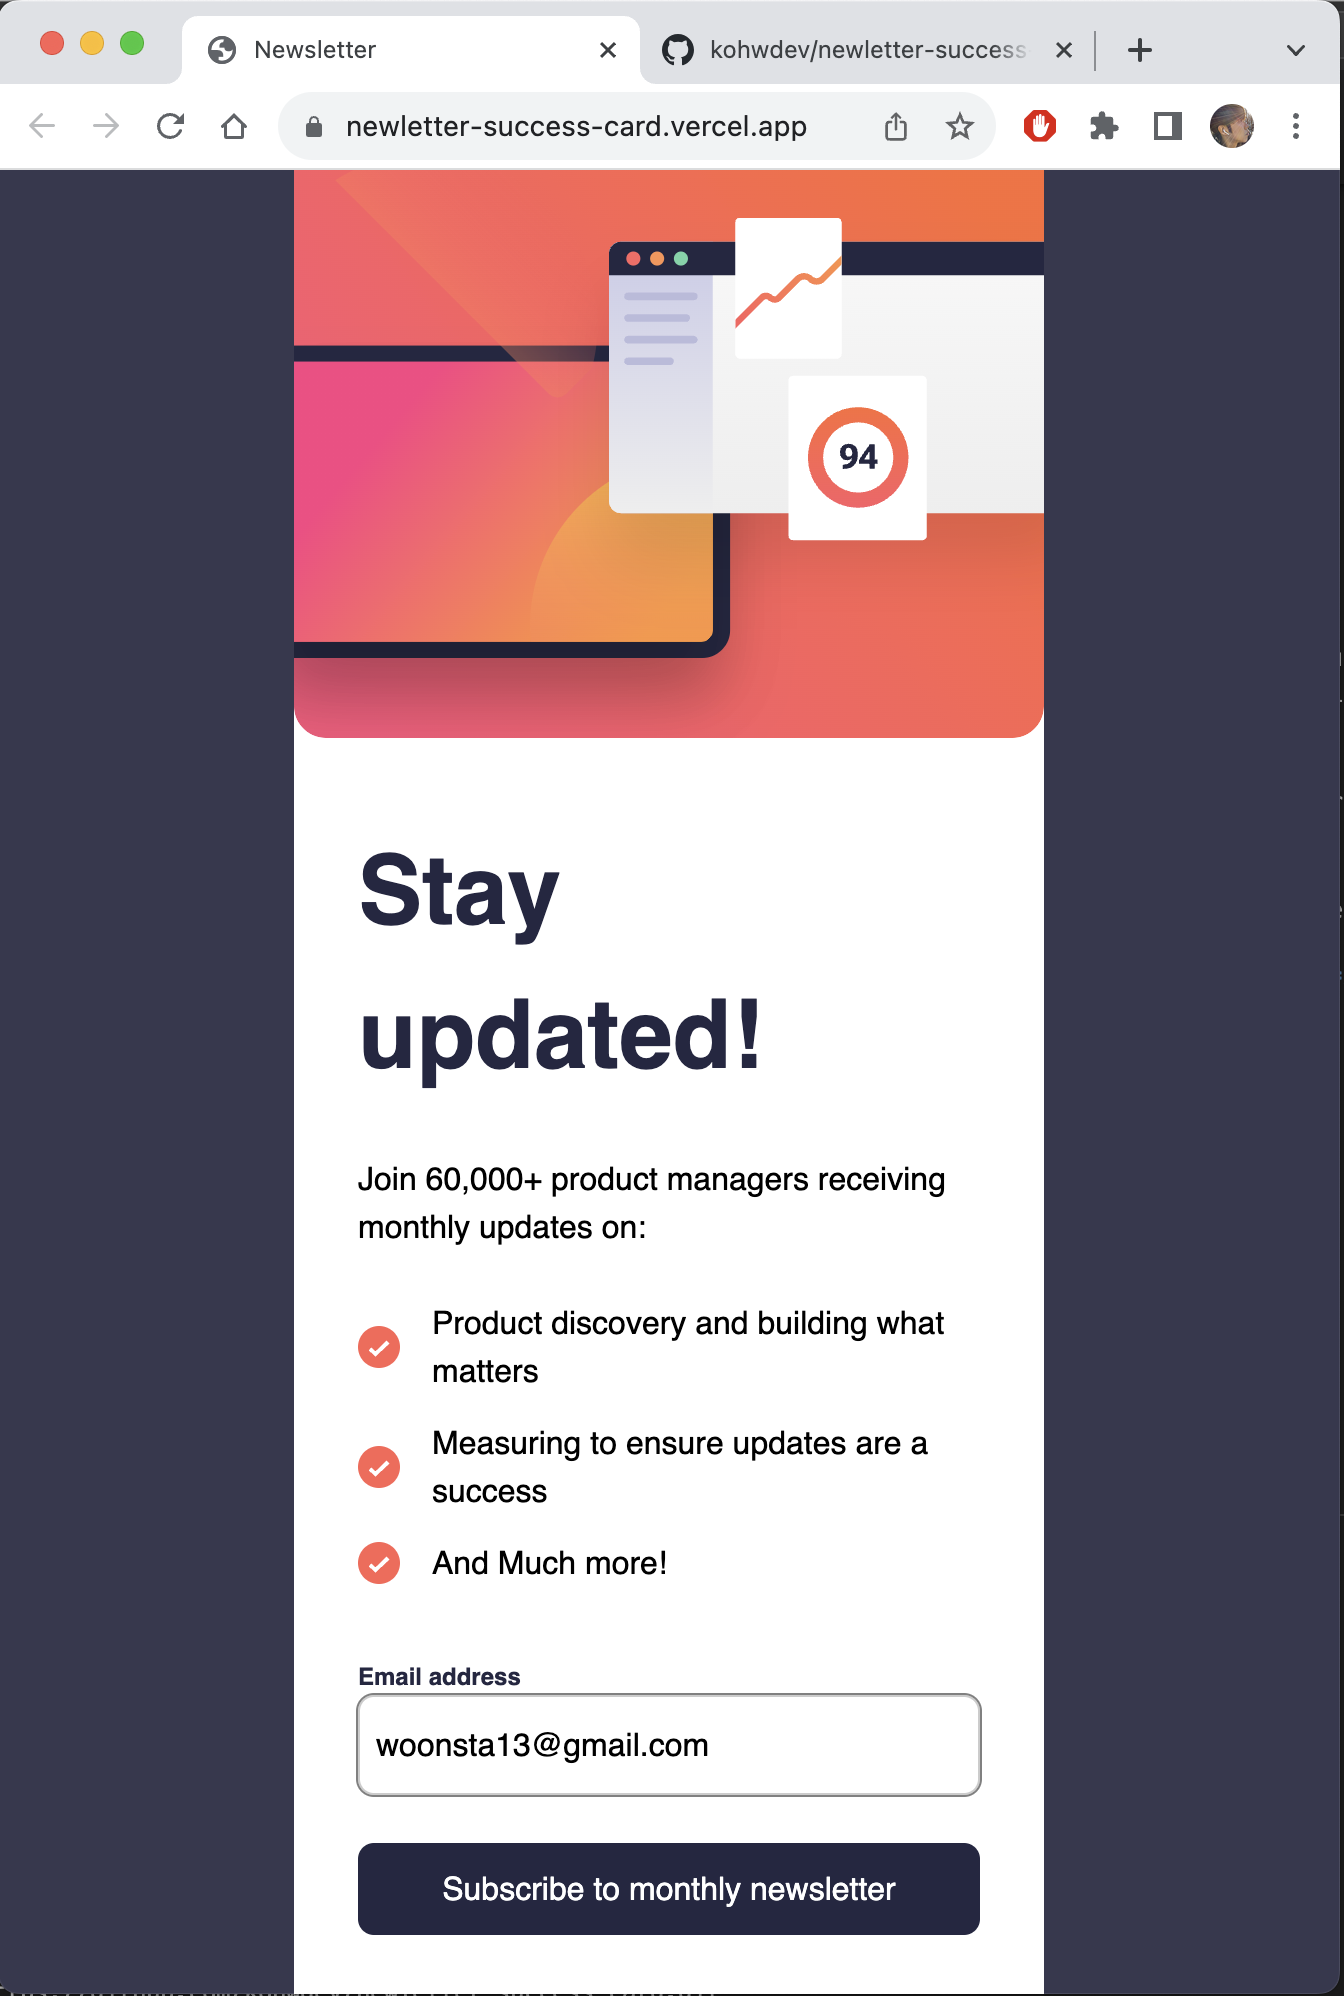 Newsletter
kohwdev/newletter-success
newletter-success-card.vercel.app
94
Stay
updated!
Join 60,000+ product managers receiving
monthly updates on:
Product discovery and building what
matters
Measuring to ensure updates are a
success
And Much more!
Email address
woonsta13@gmail.com
Subscribe to monthly newsletter